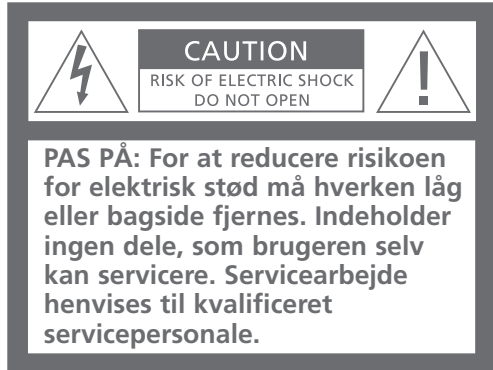 CAUTION
RISK OF ELECTRIC SHOCK
DO NOT OPEN
PAS PÅ: For at reducere risikoen
for elektrisk stød må hverken låg
eller bagside fjernes. Indeholder
ingen dele, som brugeren selv
kan servicere. Servicearbejde
henvises til kvalificeret
servicepersonale.